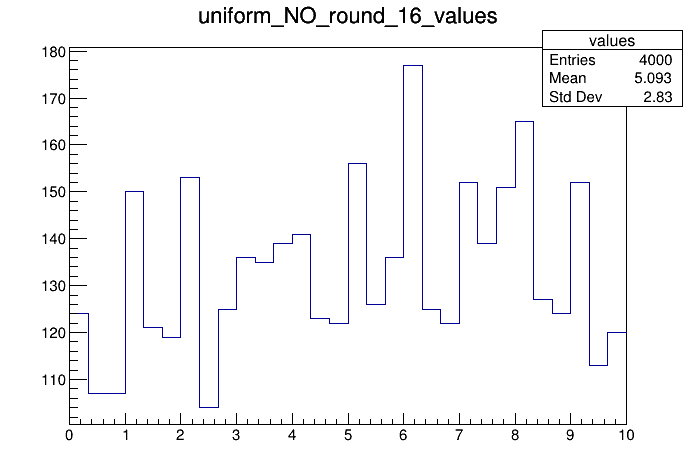 uniform_NO_round_16_values
values
Entries 4000
Mean 5.093
Std Dev 2.83
180
170
160
150
140
130
120
110
0 1 2 3 4 5 6 7 8 9 10